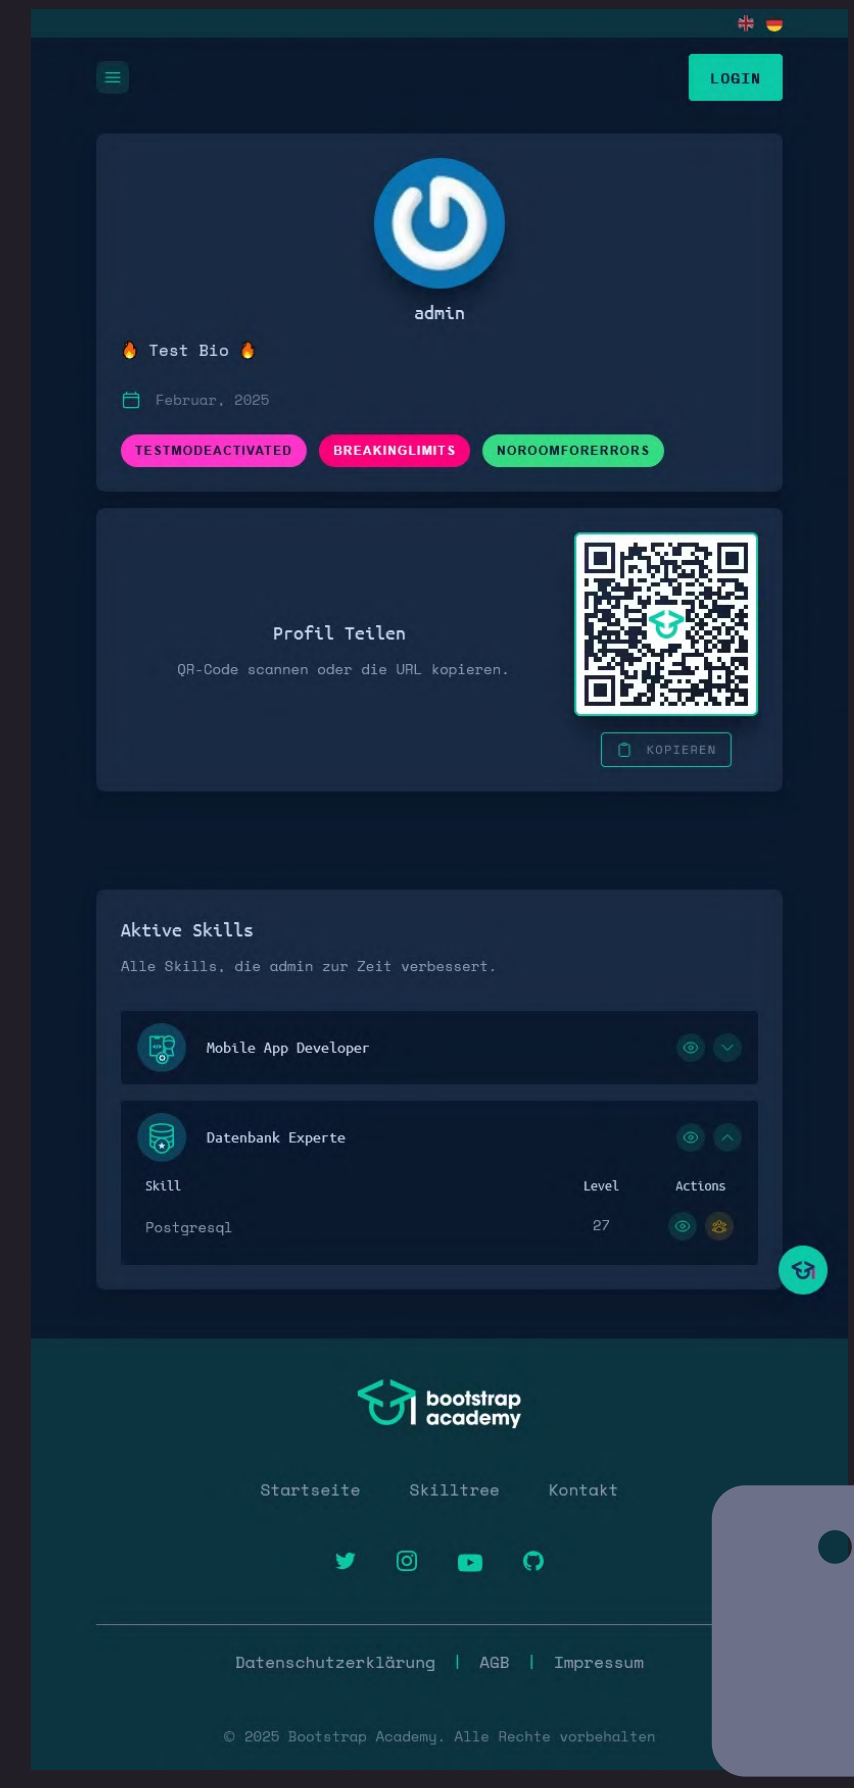 LOGIN
admin
🔥 Test Bio 🔥
Februar, 2025
TESTMODEACTIVATED BREAKINGLIMITS NOROOMFORERRORS
Profil Teilen
QR-Code scannen oder die URL kopieren.
KOPIEREN
Aktive Skills
Alle Skills, die admin zur Zeit verbessert.
Mobile App Developer
Datenbank Experte
Skill Level Actions
Postgresql 27
bootstrap
academy
Startseite Skilltree Kontakt
Datenschutzerklärung | AGB | Impressum
© 2025 Bootstrap Academy. Alle Rechte vorbehalten